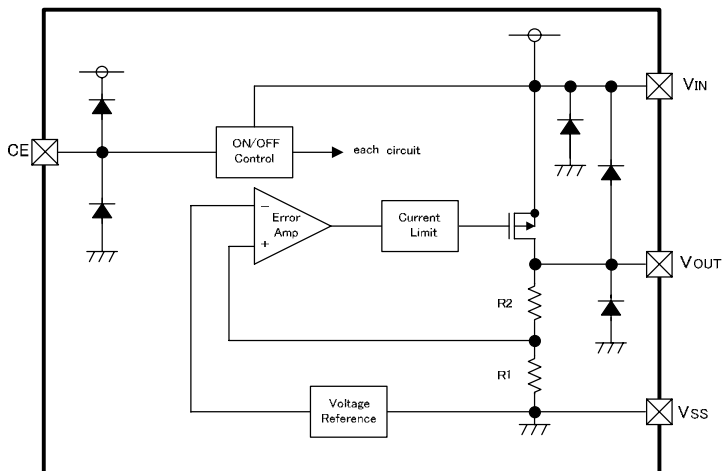 VIN
CE
ON/OFF
Control
each circuit
−
Error
Amp
+
Current
Limit
VOUT
R2
R1
Voltage
Reference
VSS